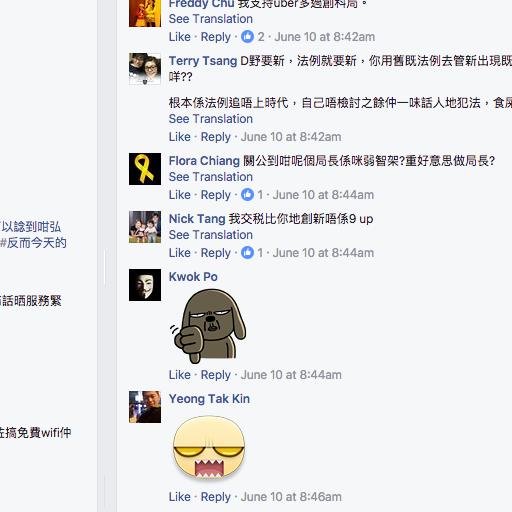 Freddy Chu 我支持uber多過創科局。
See Translation
Like · Reply · 2 · June 10 at 8:42am
Terry Tsang D野要新，法例就要新，你用舊既法例去管新出現既
咩??
根本係法例追唔上時代，自己唔檢討之餘仲一味話人地犯法，食屎
See Translation
Like · Reply · June 10 at 8:42am
Flora Chiang 關公到咁呢個局長係咪弱智架?重好意思做局長?
See Translation
Like · Reply · 1 · June 10 at 8:44am
Nick Tang 我交税比你地創新唔係9 up
See Translation
Like · Reply · 1 · June 10 at 8:44am
Kwok Po
Like · Reply · June 10 at 8:44am
Yeong Tak Kin
Like · Reply · June 10 at 8:46am
以諗到咁弘
#反而今天的
話晒服務緊
搞免費wifi仲